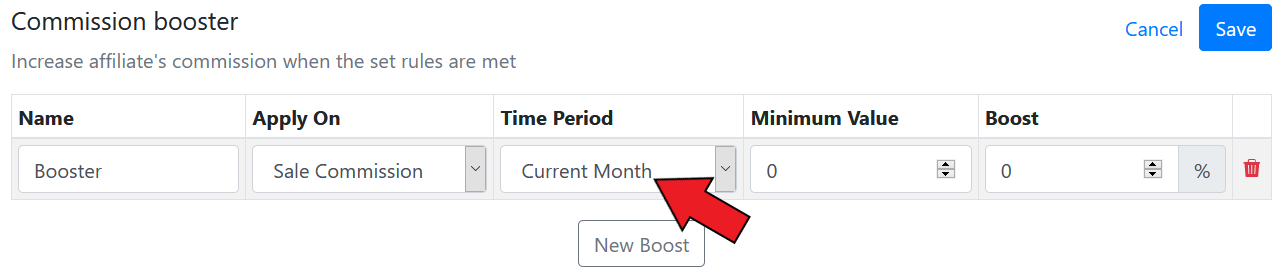 Commission booster
Cancel Save
Increase affiliate's commission when the set rules are met
Name Apply On Time Period Minimum Value Boost
Booster Sale Commission Current Month 0 0 %
New Boost